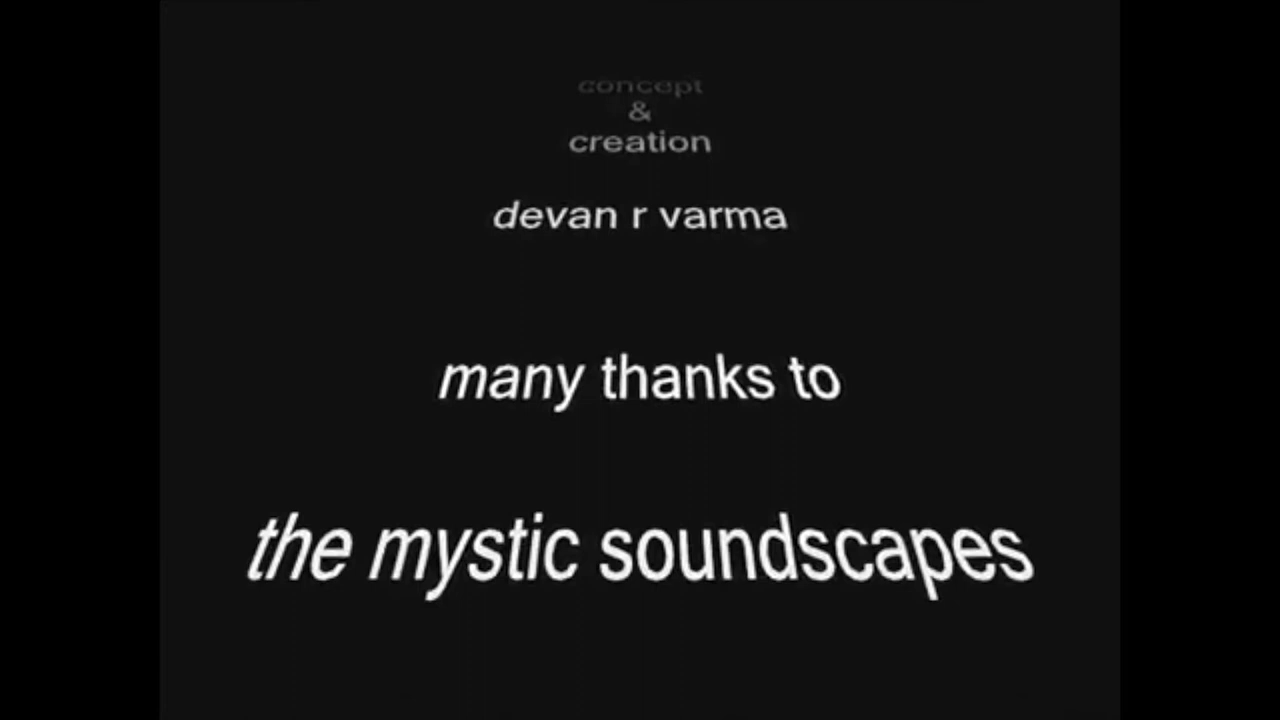 concept
&
creation
devan r varma
many thanks to
the mystic soundscapes